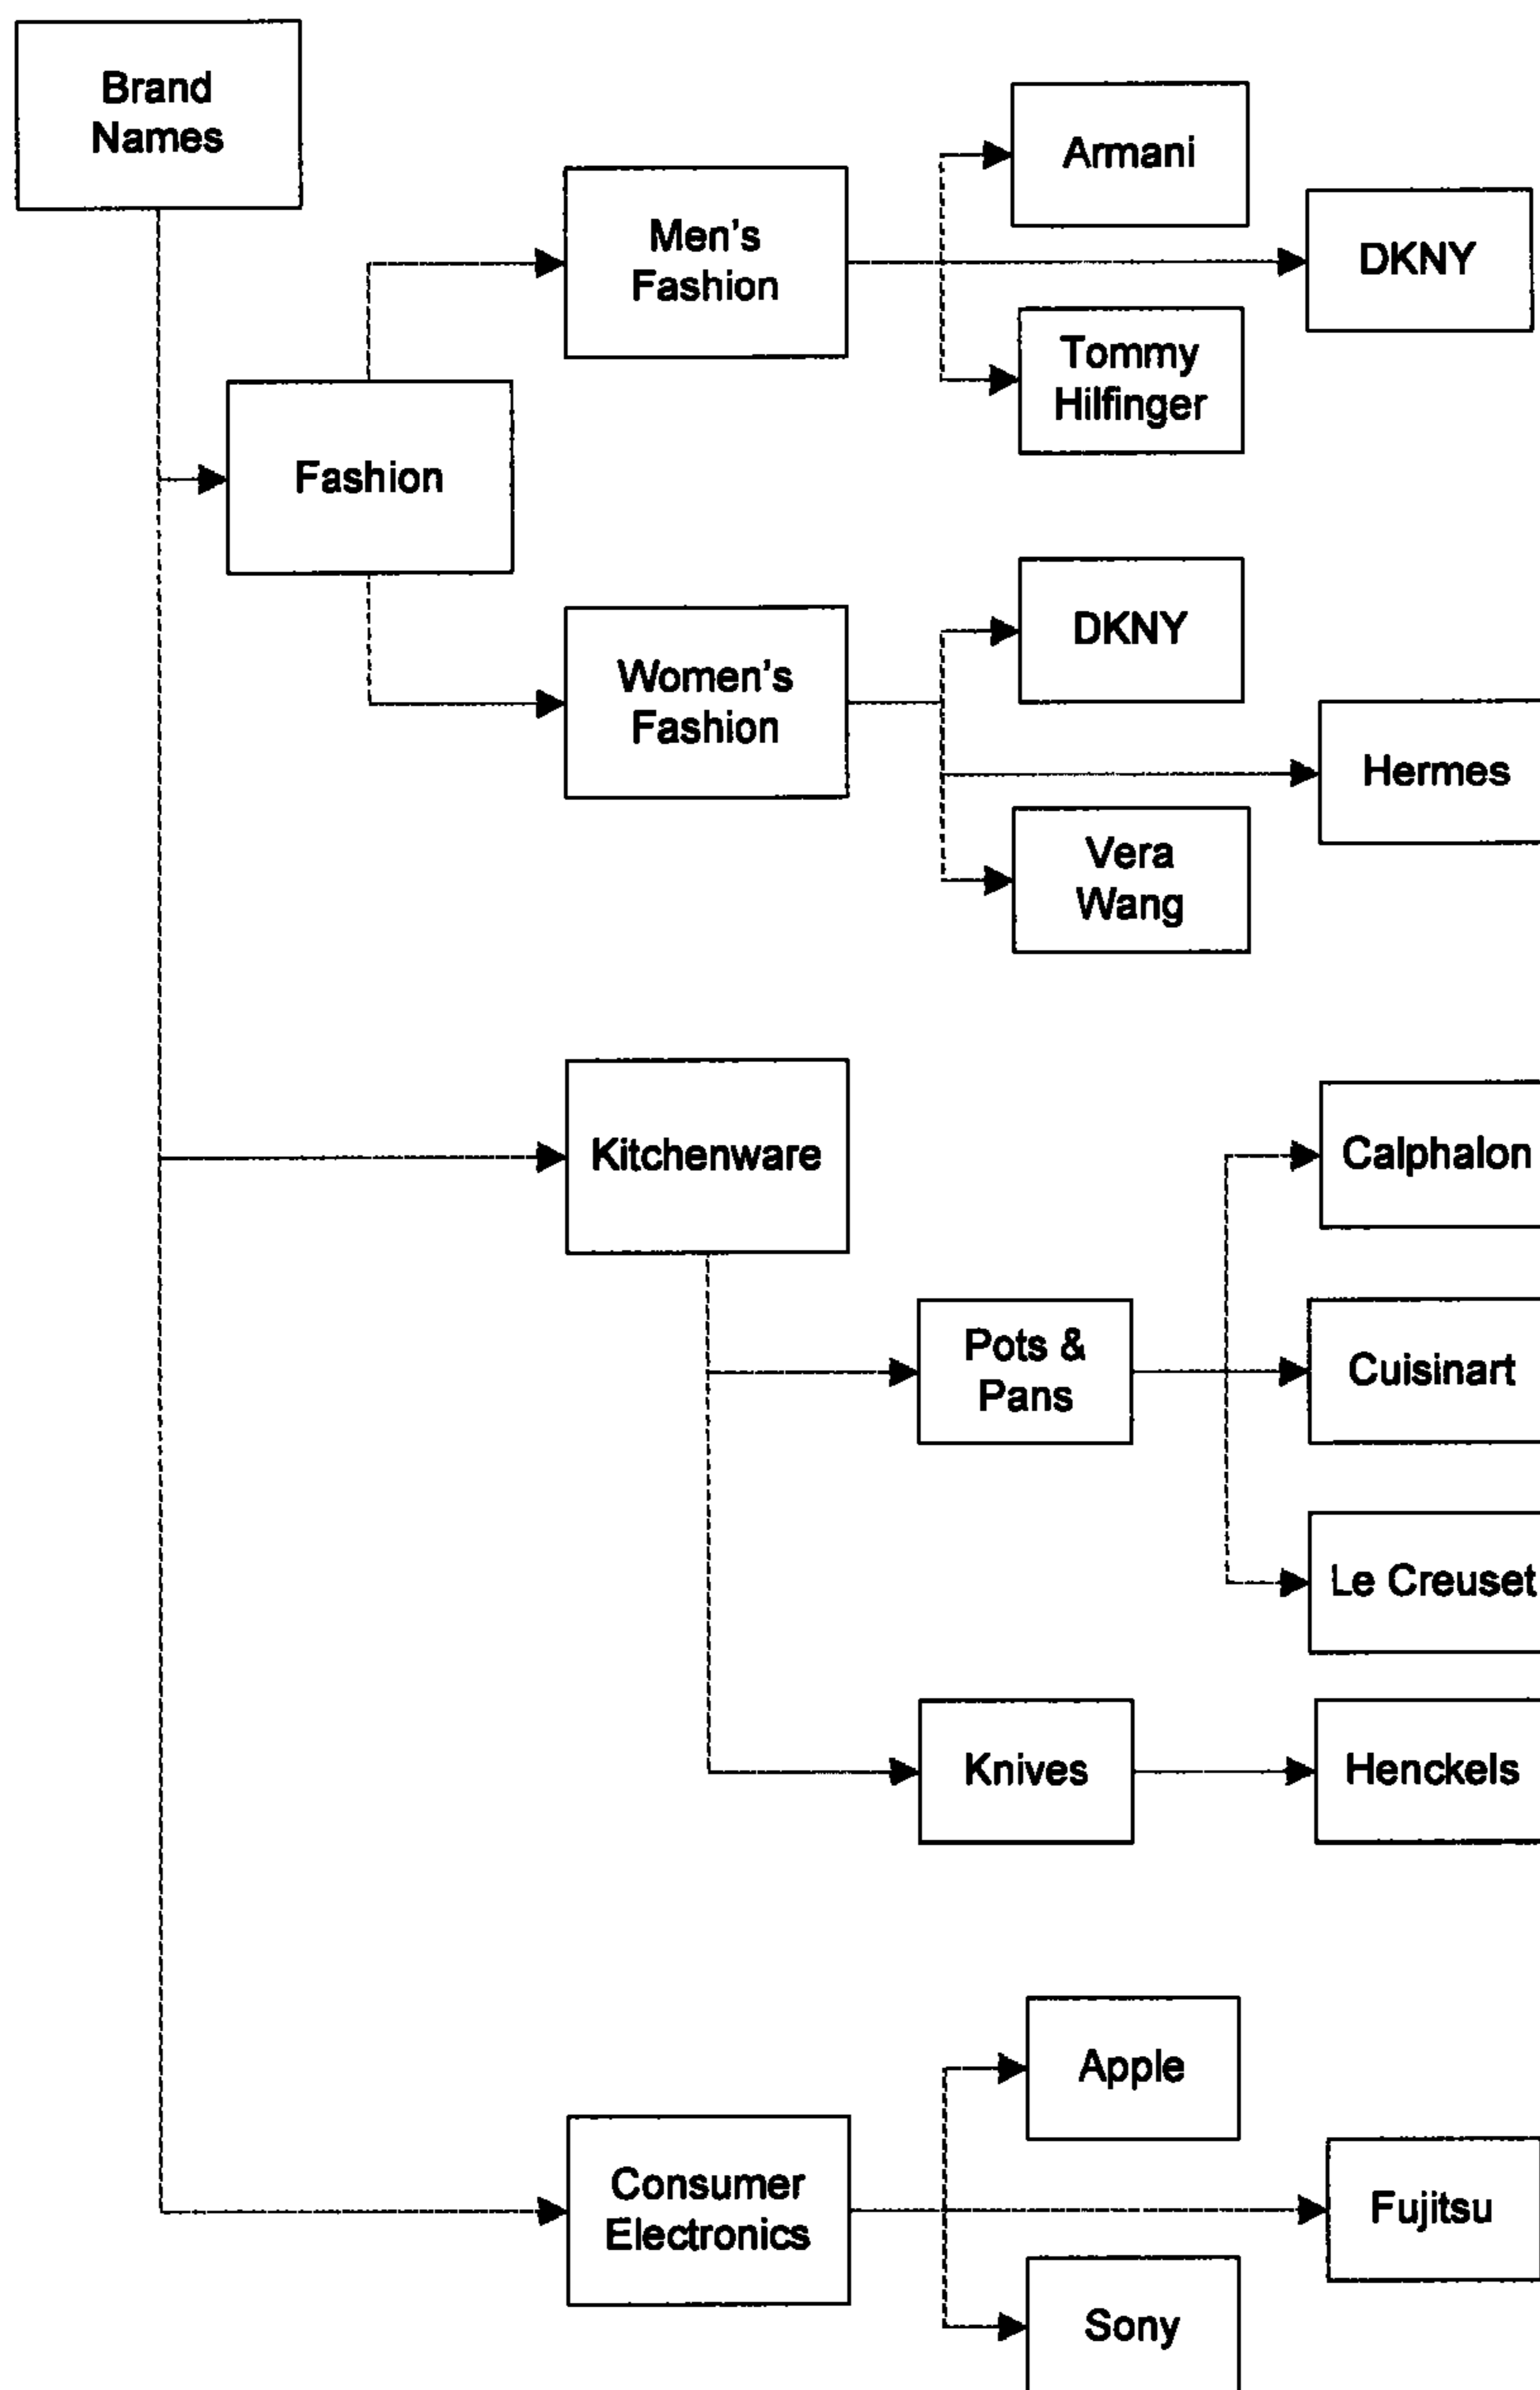 Brand
Names
Armani
Men's
Fashion
DKNY
Tommy
Hilfinger
Fashion
DKNY
Women's
Fashion
Hermes
Vera
Wang
Kitchenware
Calphalon
Pots &
Pans
Cuisinart
Le Creuset
Knives
Henckels
Apple
Consumer
Electronics
Fujitsu
Sony